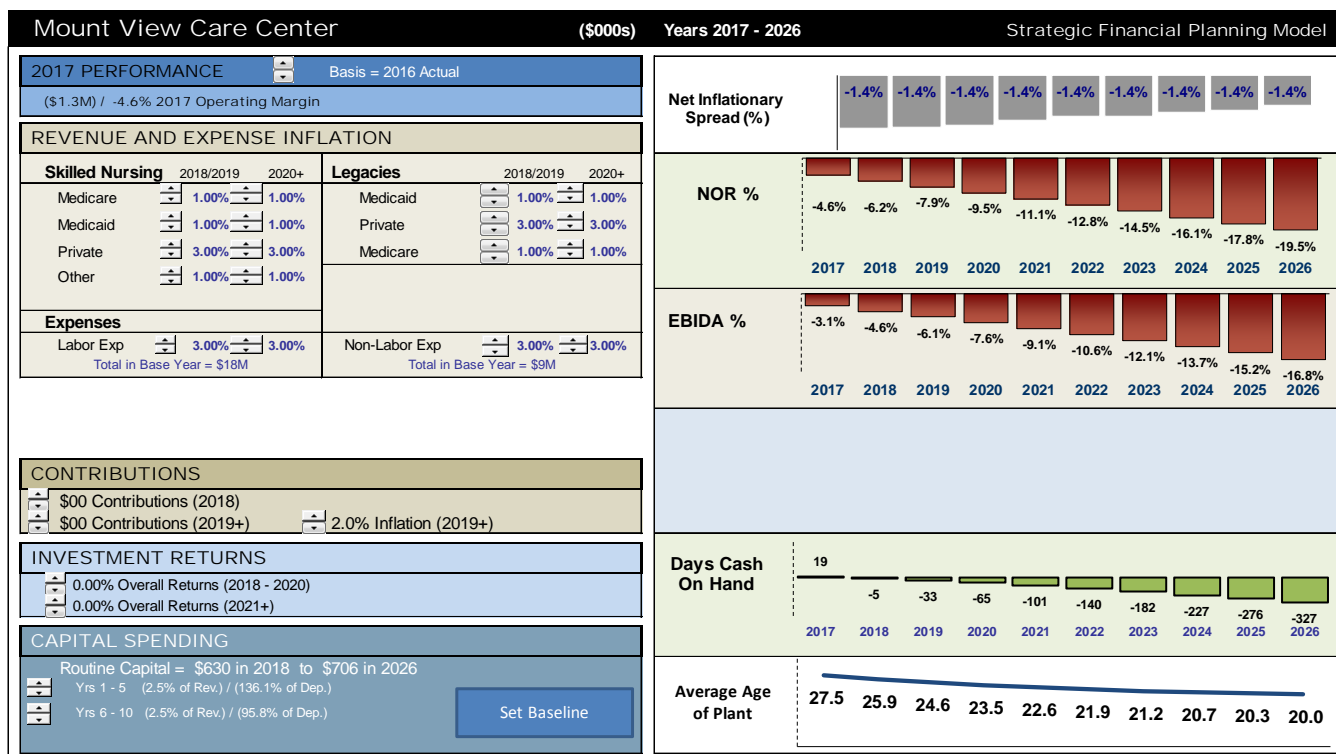 Mount View Care Center ($000s) Years 2017 - 2026 Strategic Financial Planning Model
2017 PERFORMANCE Basis = 2016 Actual
($1.3M) / -4.6% 2017 Operating Margin
REVENUE AND EXPENSE INFLATION
Skilled Nursing 2018/2019 2020+ Legacies 2018/2019 2020+
Medicare 1.00% 1.00% Medicaid 1.00% 1.00%
Medicaid 1.00% 1.00% Private 3.00% 3.00%
Private 3.00% 3.00% Medicare 1.00% 1.00%
Other 1.00% 1.00%
Expenses
Labor Exp 3.00% 3.00% Non-Labor Exp 3.00% 3.00%
Total in Base Year = $18M Total in Base Year = $9M
CONTRIBUTIONS
$00 Contributions (2018)
$00 Contributions (2019+) 2.0% Inflation (2019+)
INVESTMENT RETURNS
0.00% Overall Returns (2018 - 2020)
0.00% Overall Returns (2021+)
CAPITAL SPENDING
Routine Capital = $630 in 2018 to $706 in 2026
Yrs 1 - 5 (2.5% of Rev.) / (136.1% of Dep.)
Yrs 6 - 10 (2.5% of Rev.) / (95.8% of Dep.)
Set Baseline
Net Inflationary
Spread (%)
-1.4% -1.4% -1.4% -1.4% -1.4% -1.4% -1.4% -1.4% -1.4%
NOR %
-4.6% -6.2% -7.9% -9.5% -11.1% -12.8% -14.5% -16.1% -17.8% -19.5%
2017 2018 2019 2020 2021 2022 2023 2024 2025 2026
EBIDA %
-3.1% -4.6% -6.1% -7.6% -9.1% -10.6% -12.1% -13.7% -15.2% -16.8%
2017 2018 2019 2020 2021 2022 2023 2024 2025 2026
Days Cash
On Hand
19 -5 -33 -65 -101 -140 -182 -227 -276 -327
2017 2018 2019 2020 2021 2022 2023 2024 2025 2026
Average Age
of Plant
27.5 25.9 24.6 23.5 22.6 21.9 21.2 20.7 20.3 20.0